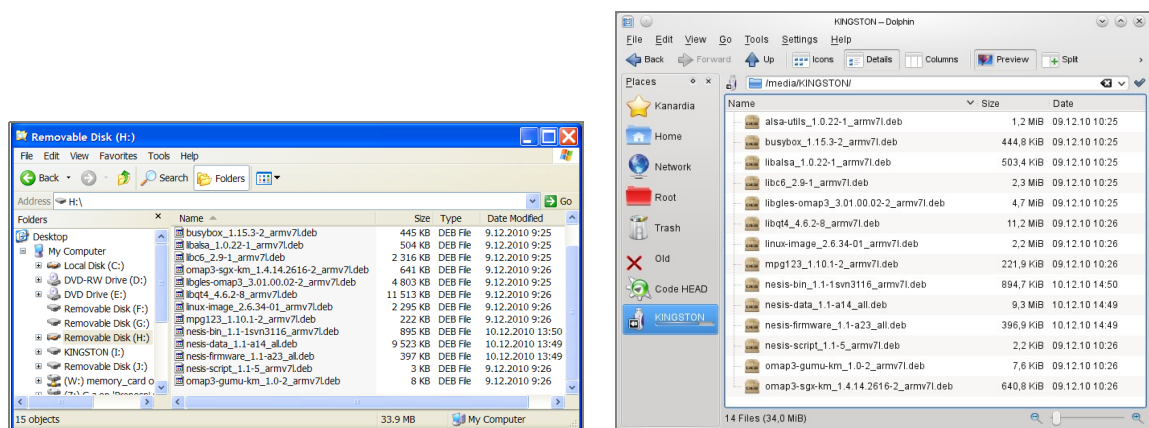 Removable Disk (H:)
File Edit View Favorites Tools Help
Back Search Folders
Address H:\ Go
Folders × Name Size Type Date Modified
Desktop
My Computer
Local Disk (C:)
DVD-RW Drive (D:)
DVD Drive (E:)
Removable Disk (F:)
Removable Disk (G:)
Removable Disk (H:)
KINGSTON (I:)
Removable Disk (J:)
(W:) memory_card o
busybox_1.15.3-2_armv7l.deb 445 KB DEB File 9.12.2010 9:25
libalsa_1.0.22-1_armv7l.deb 504 KB DEB File 9.12.2010 9:25
libc6_2.9-1_armv7l.deb 2 316 KB DEB File 9.12.2010 9:25
omap3-sgx-km_1.4.14.2616-2_armv7l.deb 641 KB DEB File 9.12.2010 9:26
libgles-omap3_3.01.00.02-2_armv7l.deb 4 803 KB DEB File 9.12.2010 9:25
libqt4_4.6.2-8_armv7l.deb 11 513 KB DEB File 9.12.2010 9:26
linux-image_2.6.34-01_armv7l.deb 2 295 KB DEB File 9.12.2010 9:26
mpg123_1.10.1-2_armv7l.deb 222 KB DEB File 9.12.2010 9:26
nesis-bin_1.1-1svn3116_armv7l.deb 895 KB DEB File 10.12.2010 13:50
nesis-data_1.1-a14_all.deb 9 523 KB DEB File 10.12.2010 13:49
nesis-firmware_1.1-a23_all.deb 397 KB DEB File 10.12.2010 13:49
nesis-script_1.1-5_armv7l.deb 3 KB DEB File 9.12.2010 9:26
omap3-gumu-km_1.0-2_armv7l.deb 8 KB DEB File 9.12.2010 9:26
15 objects 33.9 MB My Computer
KINGSTON – Dolphin
File Edit View Go Tools Settings Help
Back Forward Up Icons Details Columns Preview Split
Places /media/KINGSTON/
Kanardia
Home
Network
Root
Trash
Old
Code HEAD
KINGSTON
Name Size Date
alsa-utils_1.0.22-1_armv7l.deb 1,2 MiB 09.12.10 10:25
busybox_1.15.3-2_armv7l.deb 444,8 KiB 09.12.10 10:25
libalsa_1.0.22-1_armv7l.deb 503,4 KiB 09.12.10 10:25
libc6_2.9-1_armv7l.deb 2,3 MiB 09.12.10 10:25
libgles-omap3_3.01.00.02-2_armv7l.deb 4,7 MiB 09.12.10 10:25
libqt4_4.6.2-8_armv7l.deb 11,2 MiB 09.12.10 10:26
linux-image_2.6.34-01_armv7l.deb 2,2 MiB 09.12.10 10:26
mpg123_1.10.1-2_armv7l.deb 221,9 KiB 09.12.10 10:26
nesis-bin_1.1-1svn3116_armv7l.deb 894,7 KiB 10.12.10 14:50
nesis-data_1.1-a14_all.deb 9,3 MiB 10.12.10 14:49
nesis-firmware_1.1-a23_all.deb 396,9 KiB 10.12.10 14:49
nesis-script_1.1-5_armv7l.deb 2,2 KiB 09.12.10 10:26
omap3-gumu-km_1.0-2_armv7l.deb 7,6 KiB 09.12.10 10:26
omap3-sgx-km_1.4.14.2616-2_armv7l.deb 640,8 KiB 09.12.10 10:26
14 Files (34,0 MiB)